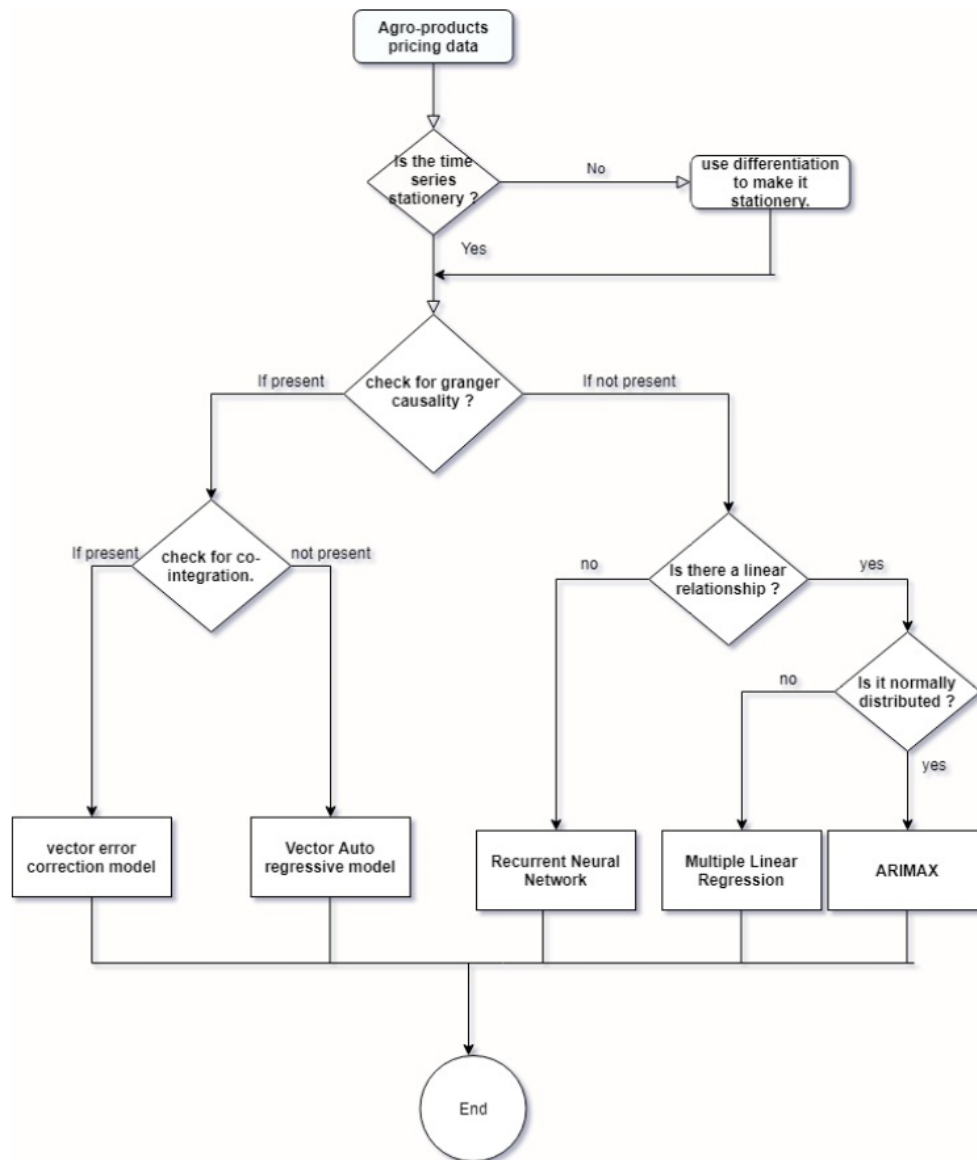 Agro-products
pricing data
Is the time
series
stationery ?
No
use differentiation
to make it
stationery.
Yes
If present
check for granger
causality ?
If not present
If present
check for co-
integration.
not present
no
Is there a linear
relationship ?
yes
no
Is it normally
distributed ?
yes
vector error
correction model
Vector Auto
regressive model
Recurrent Neural
Network
Multiple Linear
Regression
ARIMAX
End